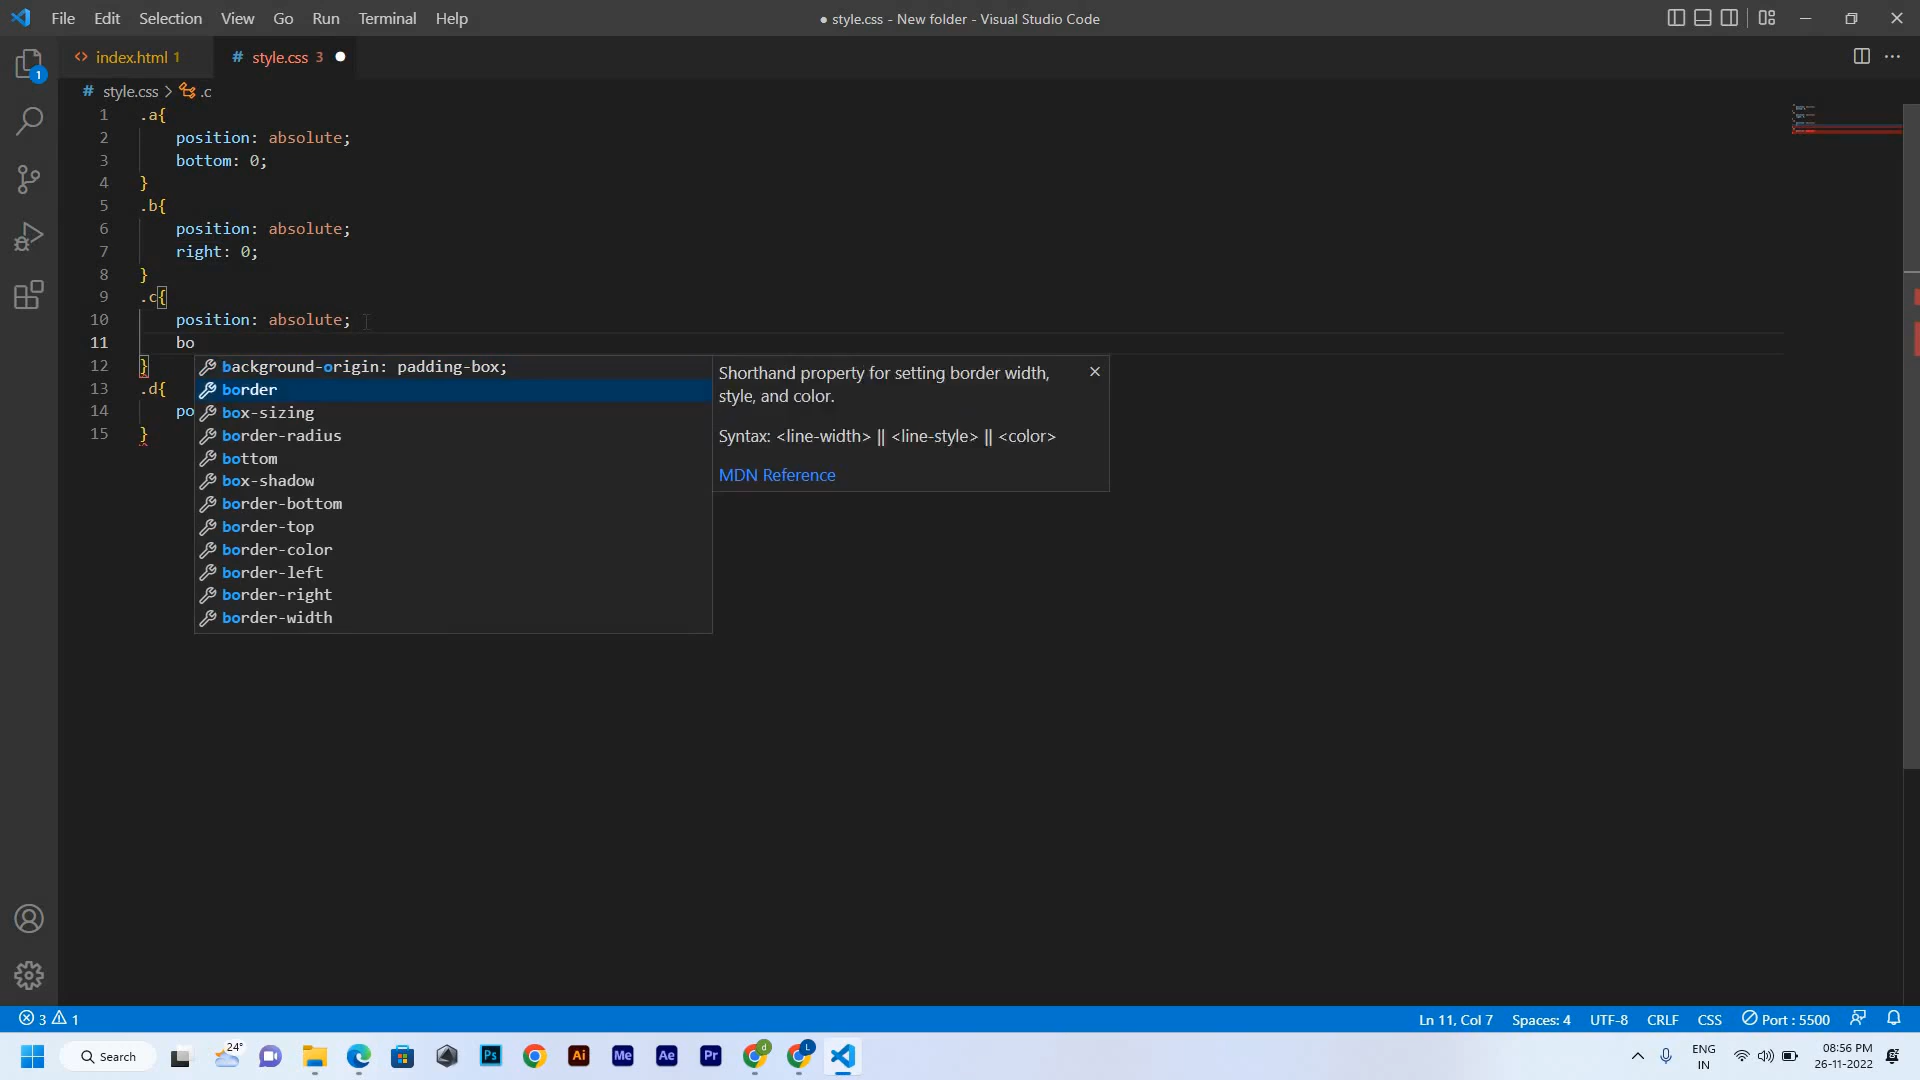 File Edit Selection View Go Run Terminal Help
● style.css - New folder - Visual Studio Code
index.html 1
# style.css 3
# style.css > .c
1 .a{
2 position: absolute;
3 bottom: 0;
4 }
5 .b{
6 position: absolute;
7 right: 0;
8 }
9 .c{
10 position: absolute;
11 bo
12 }
13 .d{
14 po
15 }
background-origin: padding-box;
border
box-sizing
border-radius
bottom
box-shadow
border-bottom
border-top
border-color
border-left
border-right
border-width
Shorthand property for setting border width,
style, and color.
Syntax: <line-width> || <line-style> || <color>
MDN Reference
1
3 1
Ln 11, Col 7 Spaces: 4 UTF-8 CRLF CSS Port : 5500
Search
24°
Ps
Ai
Me
Ae
Pr
d
L
ENG
IN
08:56 PM
26-11-2022